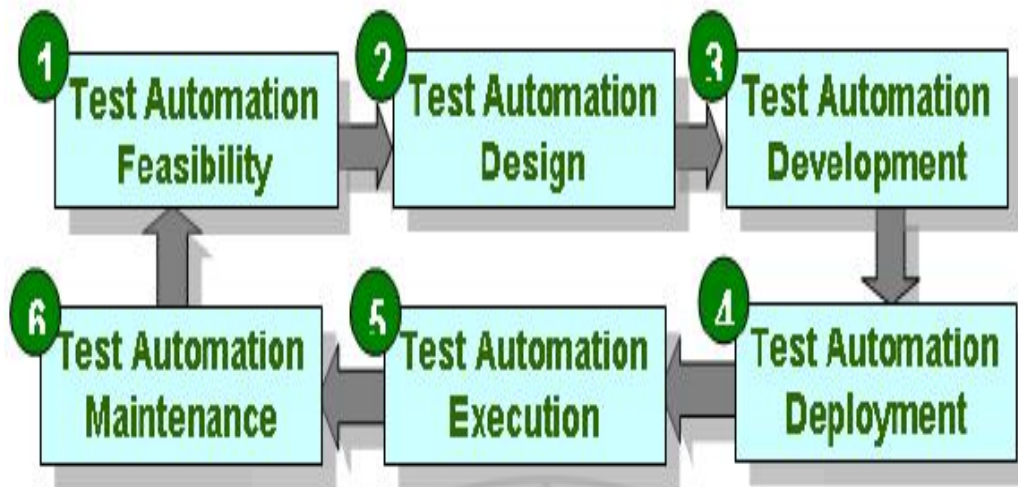 1
Test Automation
Feasibility
2
Test Automation
Design
3
Test Automation
Development
4
Test Automation
Deployment
5
Test Automation
Execution
6
Test Automation
Maintenance